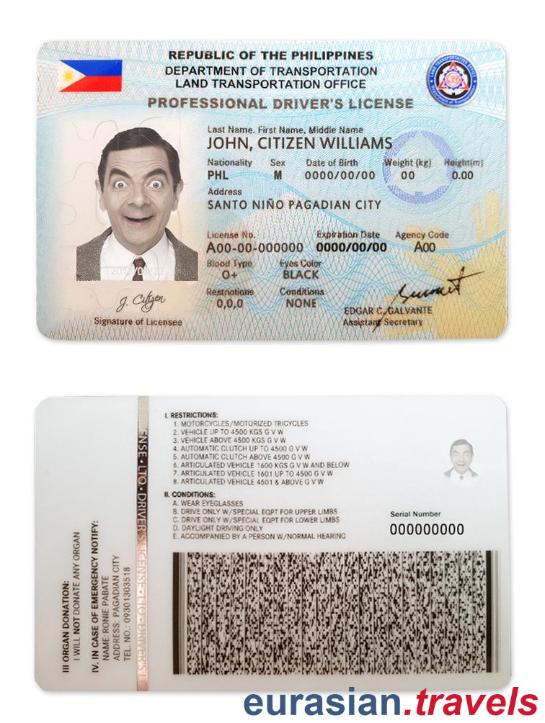 REPUBLIC OF THE PHILIPPINES
DEPARTMENT OF TRANSPORTATION
LAND TRANSPORTATION OFFICE
PROFESSIONAL DRIVER'S LICENSE
Last Name. First Name, Middle Name
JOHN, CITIZEN WILLIAMS
Nationality Sex Date of Birth Weight (kg) Height(m)
PHL M 0000/00/00 00 0.00
Address
SANTO NIÑO PAGADIAN CITY
License No. Expiration Date Agency Code
A00-00-000000 0000/00/00 A00
Blood Type Eyes Color
O+ BLACK
Restrictions Conditions
0,0,0 NONE
J. Citizen
Signature of Licensee
EDGAR C. GALVANTE
Assistant Secretary
I. RESTRICTIONS:
1. MOTORCYCLES/MOTORIZED TRICYCLES
2. VEHICLE UP TO 4500 KGS G V W
3. VEHICLE ABOVE 4500 KGS G V W
4. AUTOMATIC CLUTCH UP TO 4500 G V W
5. AUTOMATIC CLUTCH ABOVE 4500 G V W
6. ARTICULATED VEHICLE 1600 KGS G V W AND BELOW
7. ARTICULATED VEHICLE 1601 UP TO 4500 G V W
8. ARTICULATED VEHICLE 4501 & ABOVE G V W
II. CONDITIONS:
A. WEAR EYEGLASSES
B. DRIVE ONLY W/SPECIAL EQPT FOR UPPER LIMBS
C. DRIVE ONLY W/SPECIAL EQPT FOR LOWER LIMBS
D. DAYLIGHT DRIVING ONLY
E. ACCOMPANIED BY A PERSON W/NORMAL HEARING
Serial Number
000000000
III ORGAN DONATION:
I WILL NOT DONATE ANY ORGAN
IV. IN CASE OF EMERGENCY NOTIFY:
NAME: RONIE PABATE
ADDRESS: PAGADIAN CITY
TEL. NO.: 09301303518
ENSE • LTO • DRIVER'S LICENSE • LTO • DRIVER'S
eurasian.travels